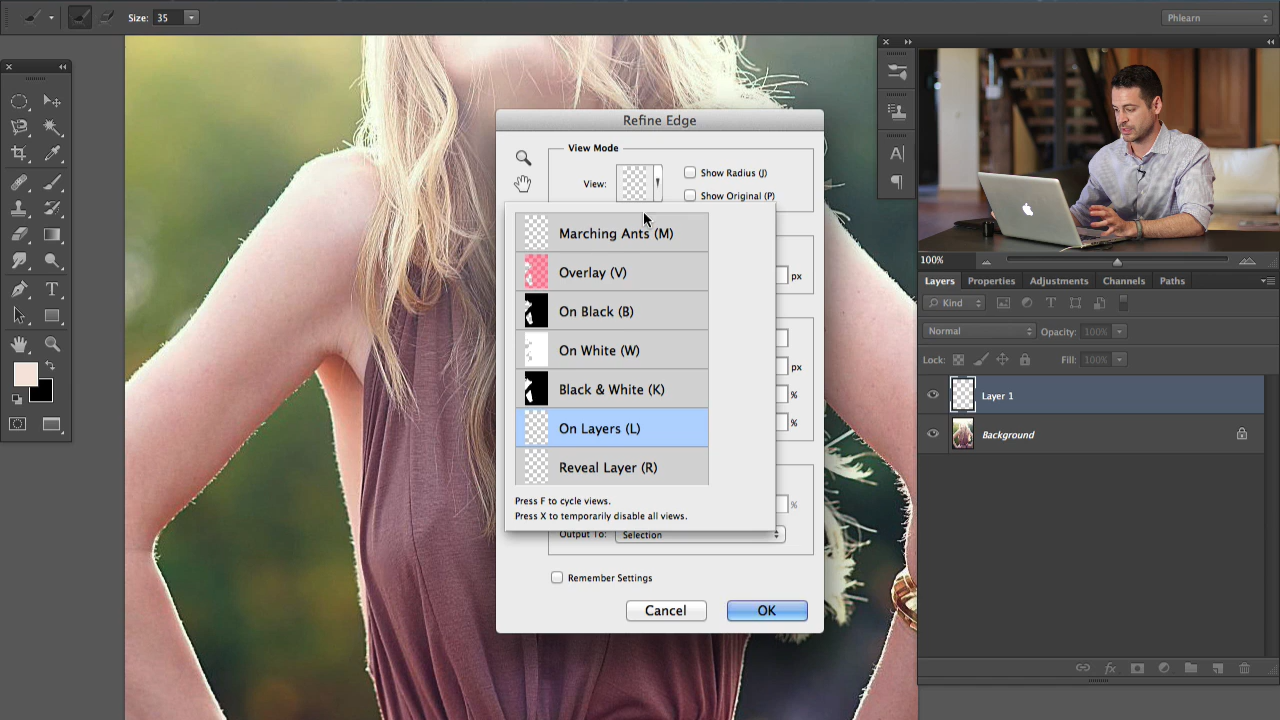 Size: 35
Phlearn
Refine Edge
View Mode
View:
Show Radius (J)
Show Original (P)
Marching Ants (M)
Overlay (V)
On Black (B)
On White (W)
Black & White (K)
On Layers (L)
Reveal Layer (R)
Press F to cycle views.
Press X to temporarily disable all views.
px
px
%
%
%
Output To: Selection
Remember Settings
Cancel
OK
100%
Layers Properties Adjustments Channels Paths
Kind
Normal Opacity: 100%
Lock: Fill: 100%
Layer 1
Background